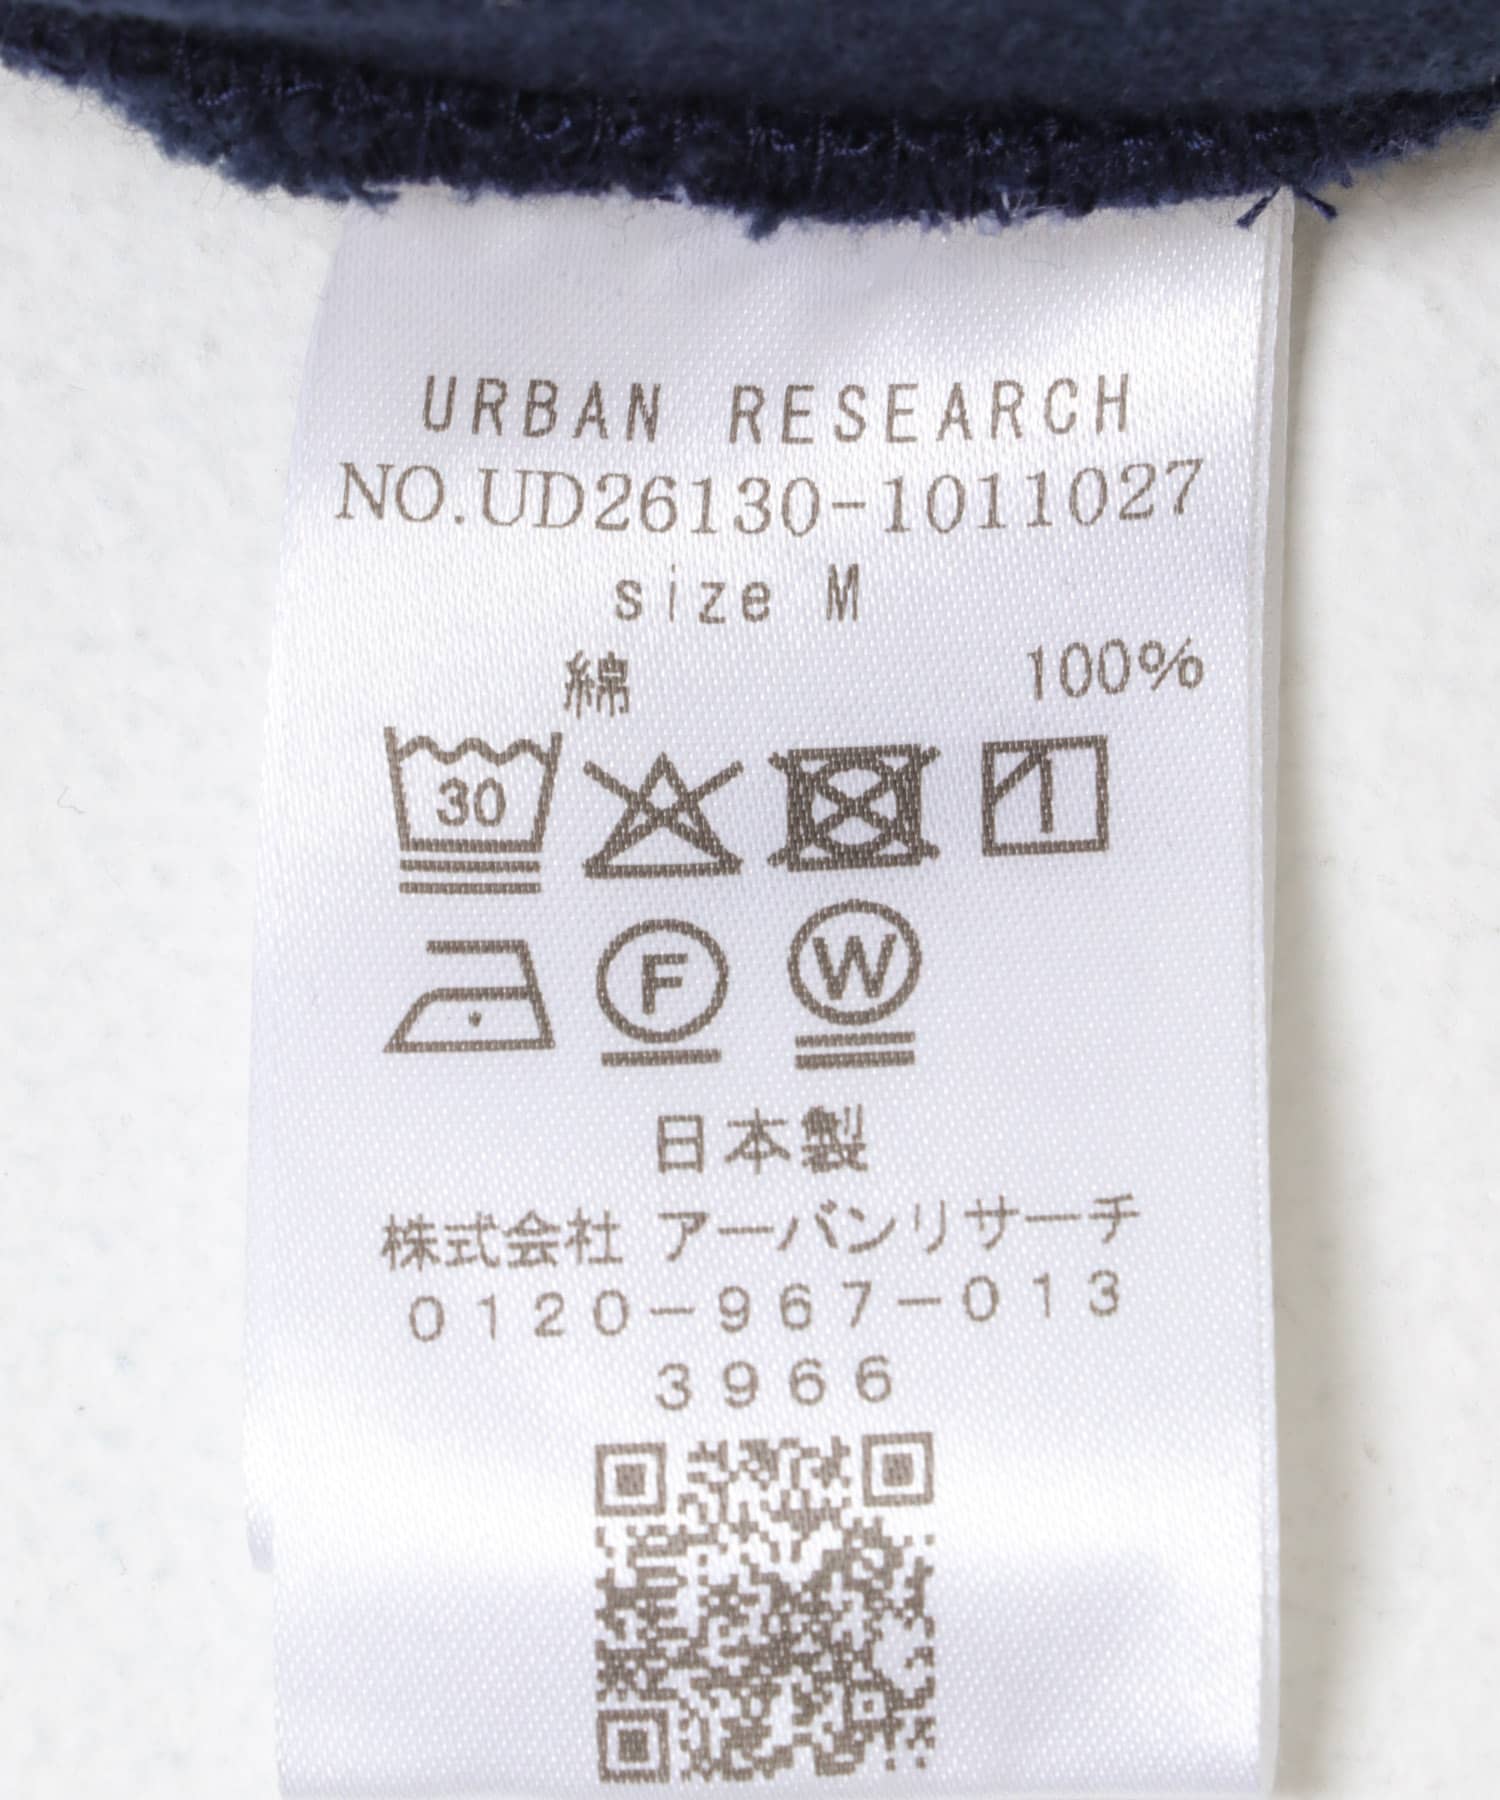 URBAN RESEARCH
NO.UD26130-1011027
size M
綿 100%
30
F W
日本製
株式会社 アーバンリサーチ
0120-967-013
3966